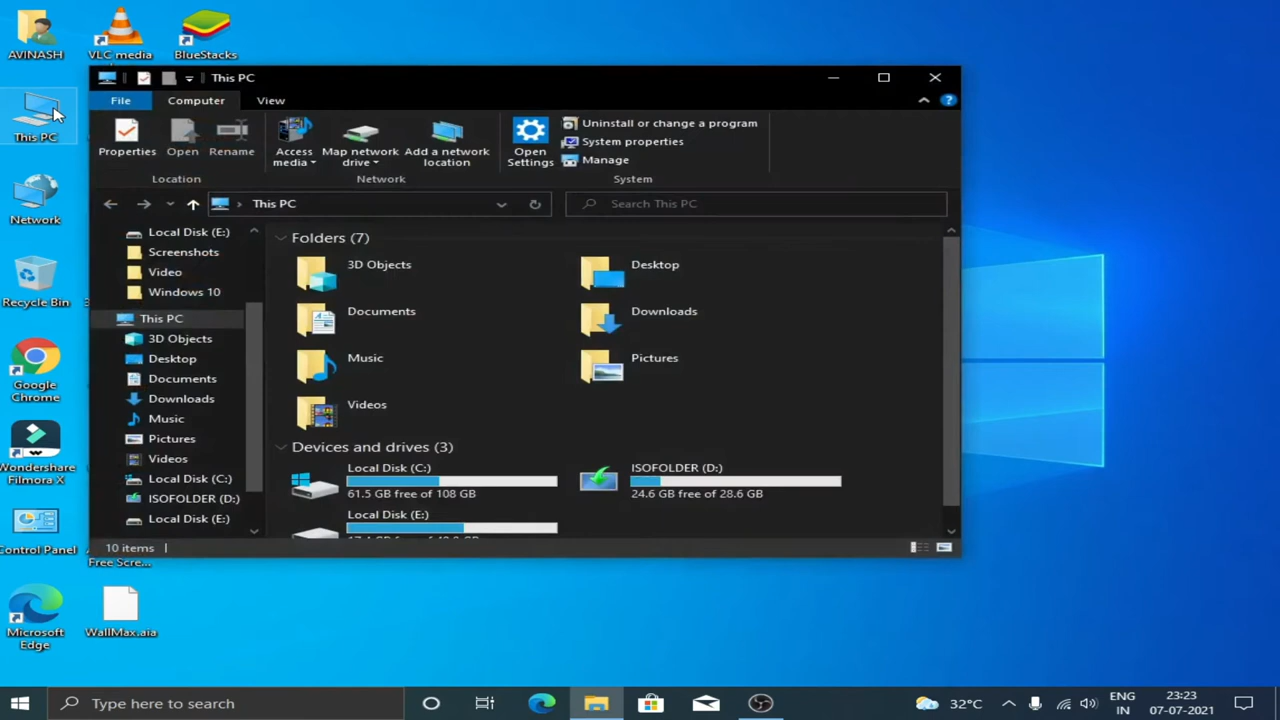 AVINASH
VLC media
BlueStacks
This PC
Network
Recycle Bin
Google
Chrome
Wondershare
Filmora X
Control Panel
Free Scre...
Microsoft
Edge
WallMax.aia
This PC
File
Computer
View
Properties
Open
Rename
Access
media
Map network
drive
Add a network
location
Open
Settings
Uninstall or change a program
System properties
Manage
Location
Network
System
This PC
Search This PC
Local Disk (E:)
Screenshots
Video
Windows 10
This PC
3D Objects
Desktop
Documents
Downloads
Music
Pictures
Videos
Local Disk (C:)
ISOFOLDER (D:)
Local Disk (E:)
Folders (7)
3D Objects
Desktop
Documents
Downloads
Music
Pictures
Videos
Devices and drives (3)
Local Disk (C:)
61.5 GB free of 108 GB
ISOFOLDER (D:)
24.6 GB free of 28.6 GB
Local Disk (E:)
10 items
Type here to search
32°C
ENG
IN
23:23
07-07-2021